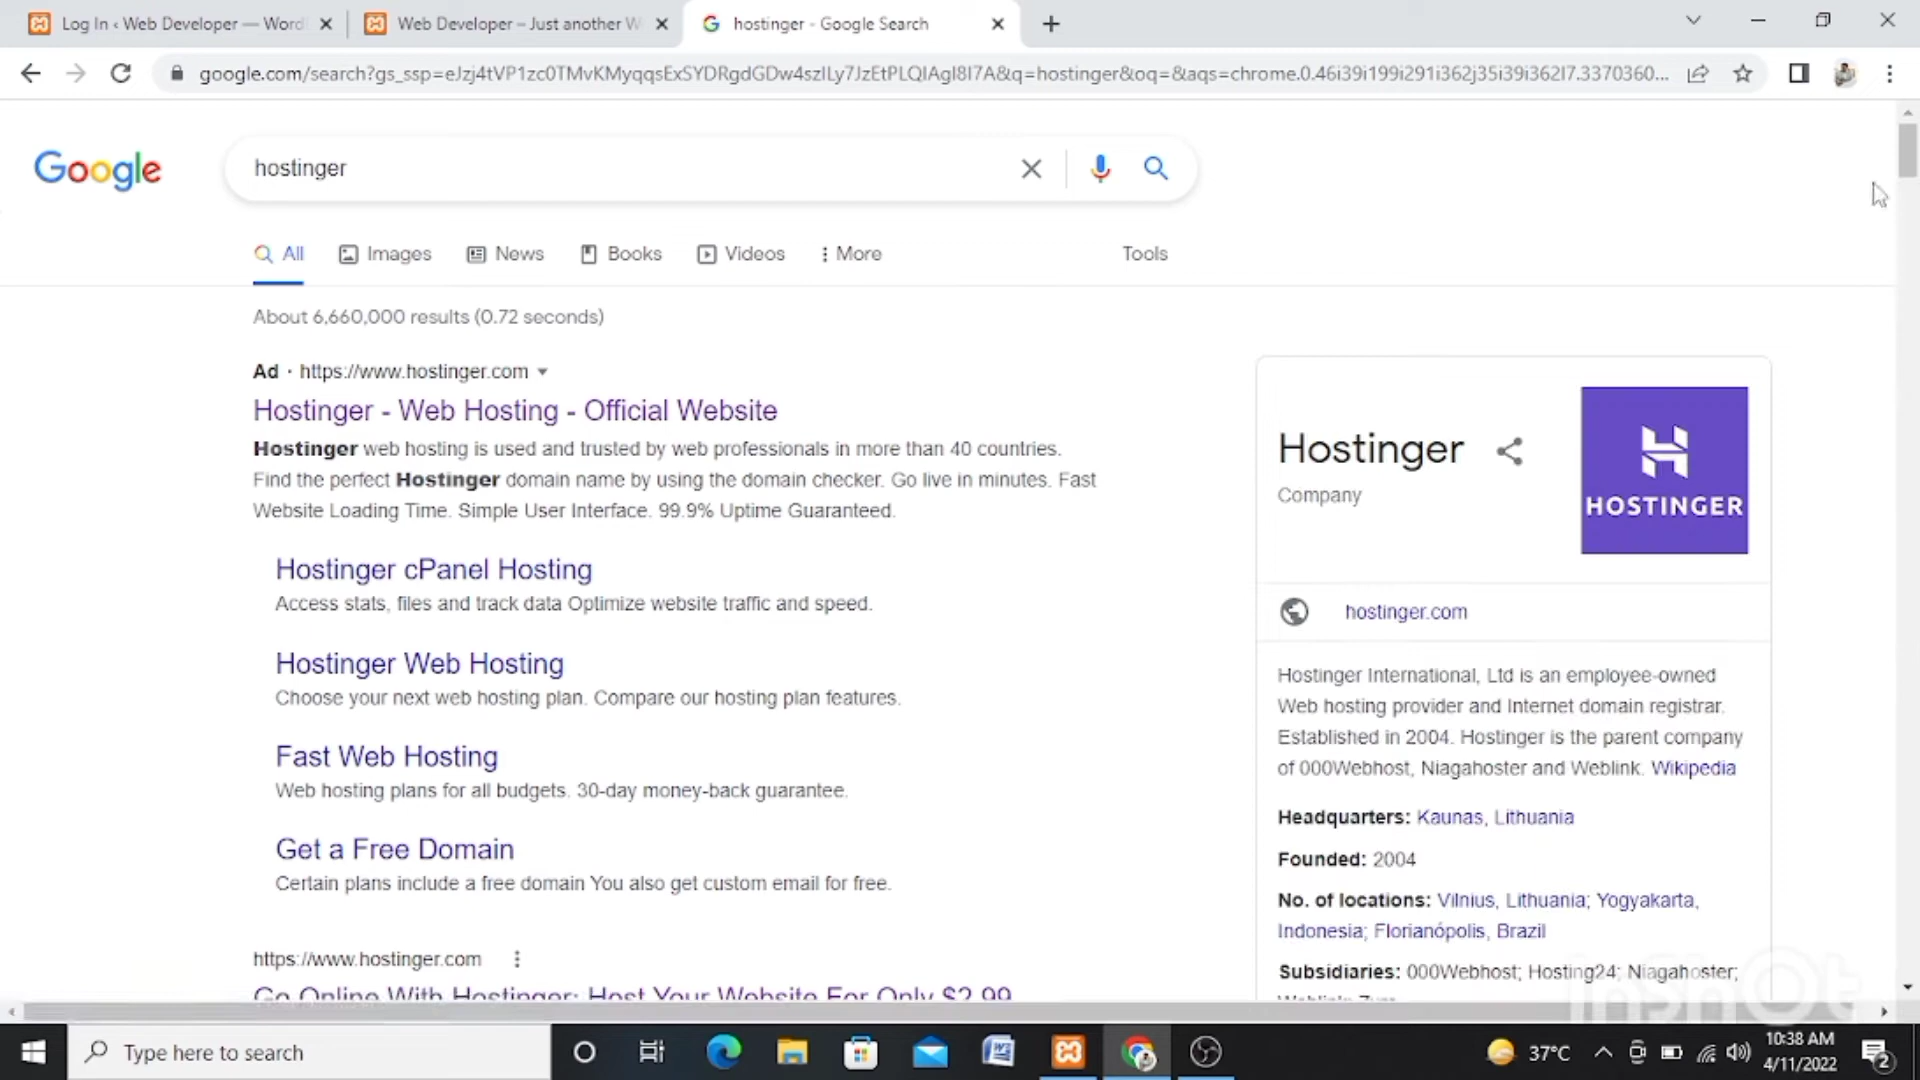 Log In ‹ Web Developer — Word
Web Developer – Just another W
hostinger - Google Search
google.com/search?gs_ssp=eJzj4tVP1zc0TMvKMyqqsExSYDRgdGDw4szILy7JzEtPLQIAgI8I7A&q=hostinger&oq=&aqs=chrome.0.46i39i199i291i362j35i39i362l7.3370360...
Google
hostinger
All Images News Books Videos More Tools
About 6,660,000 results (0.72 seconds)
Ad · https://www.hostinger.com
Hostinger - Web Hosting - Official Website
Hostinger web hosting is used and trusted by web professionals in more than 40 countries.
Find the perfect Hostinger domain name by using the domain checker. Go live in minutes. Fast
Website Loading Time. Simple User Interface. 99.9% Uptime Guaranteed.
Hostinger cPanel Hosting
Access stats, files and track data Optimize website traffic and speed.
Hostinger Web Hosting
Choose your next web hosting plan. Compare our hosting plan features.
Fast Web Hosting
Web hosting plans for all budgets. 30-day money-back guarantee.
Get a Free Domain
Certain plans include a free domain You also get custom email for free.
https://www.hostinger.com
Go Online With Hostinger: Host Your Website For Only $2.99
Hostinger
Company
HOSTINGER
hostinger.com
Hostinger International, Ltd is an employee-owned
Web hosting provider and Internet domain registrar.
Established in 2004. Hostinger is the parent company
of 000Webhost, Niagahoster and Weblink. Wikipedia
Headquarters: Kaunas, Lithuania
Founded: 2004
No. of locations: Vilnius, Lithuania; Yogyakarta,
Indonesia; Florianópolis, Brazil
Subsidiaries: 000Webhost; Hosting24; Niagahoster;
InShOt
Type here to search
37°C
10:38 AM
4/11/2022
2